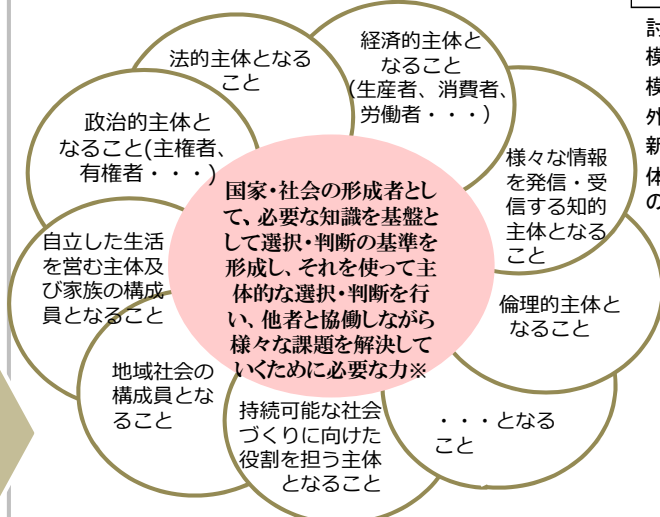 法的主体となる
こと
経済的主体と
なること
(生産者、消費者、
労働者・・・)
政治的主体と
なること(主権者、
有権者・・・)
様々な情報
を発信・受
信する知的
主体となる
こと
国家・社会の形成者とし
て、必要な知識を基盤と
して選択・判断の基準を
形成し、それを使って主
体的な選択・判断を行
い、他者と協働しながら
様々な課題を解決して
いくために必要な力※
自立した生活
を営む主体及
び家族の構成
員となること
倫理的主体と
なること
地域社会の
構成員とな
ること
持続可能な社会
づくりに向けた
役割を担う主体
となること
・・・となる
こと
討
模
模
外
新
体
の